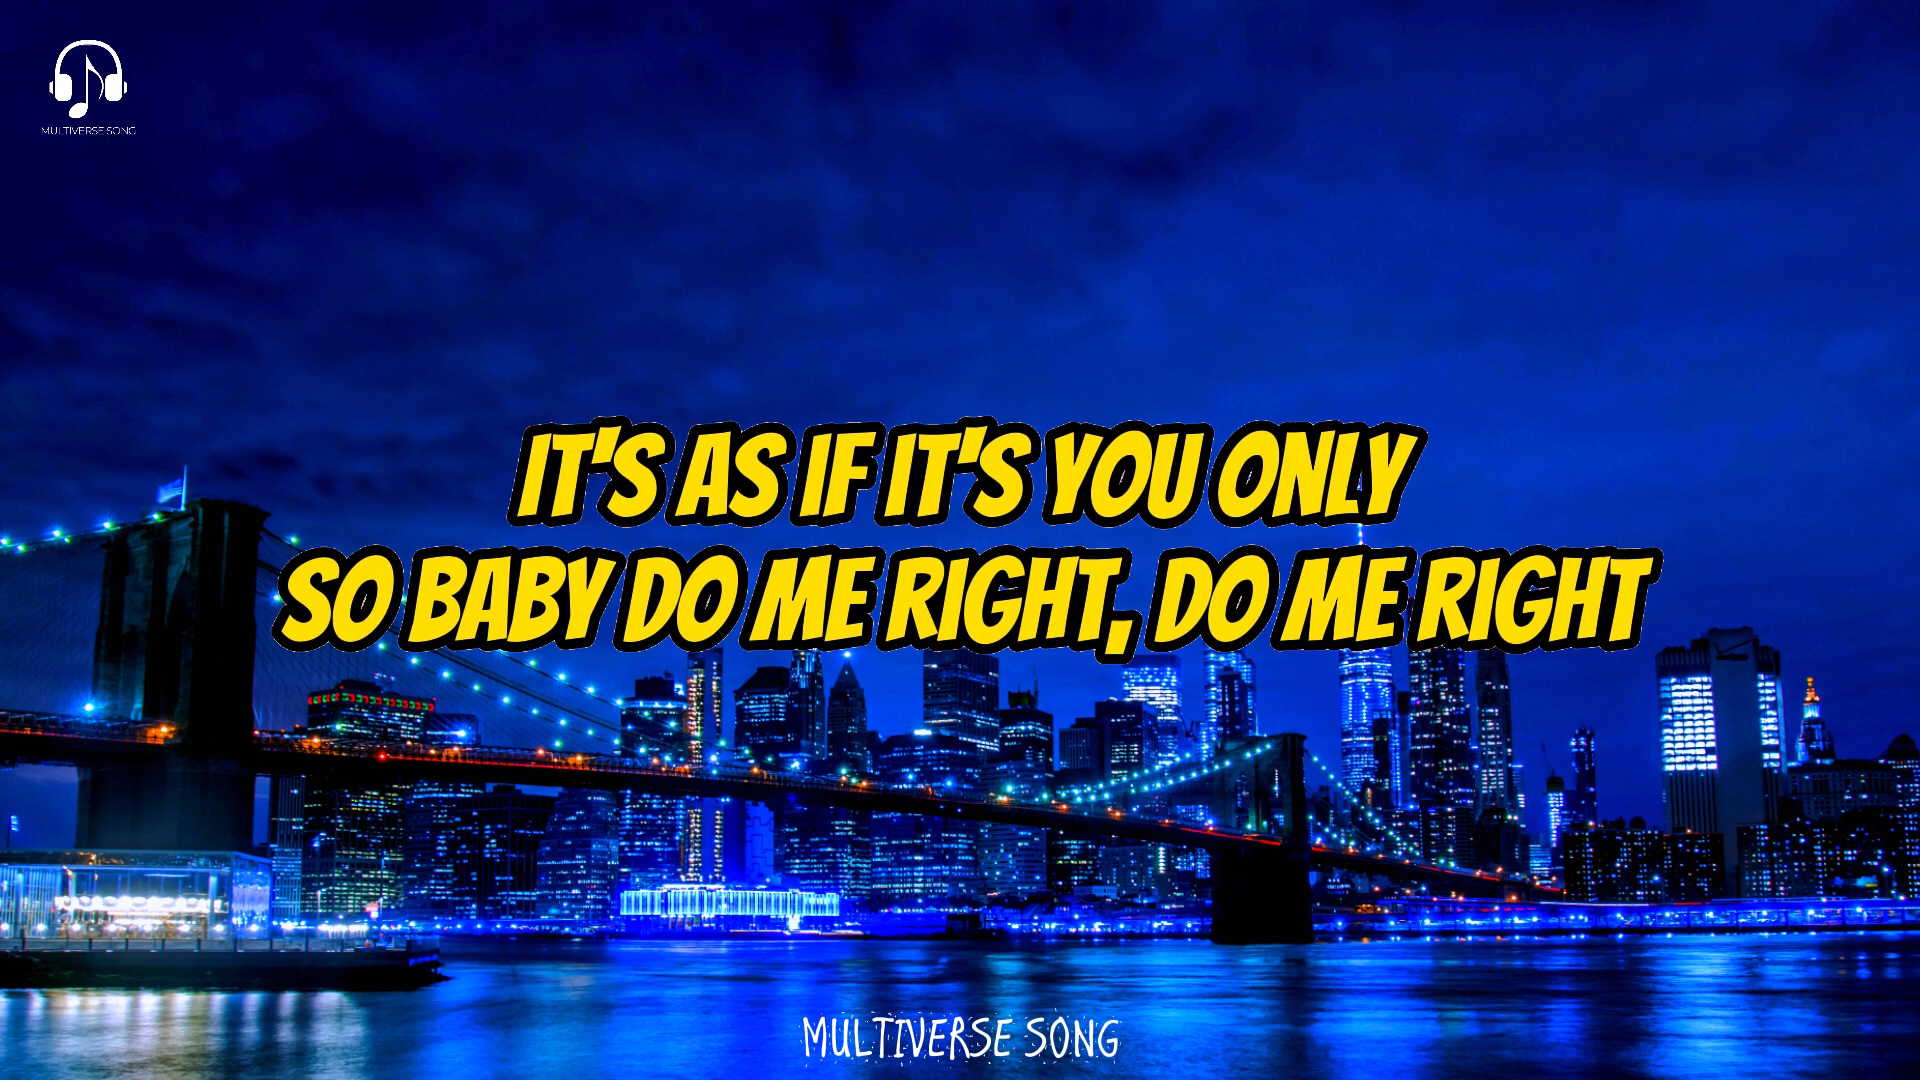 MULTIVERSE SONG
IT'S AS IF IT'S YOU ONLY
SO BABY DO ME RIGHT, DO ME RIGHT
MULTIVERSE SONG